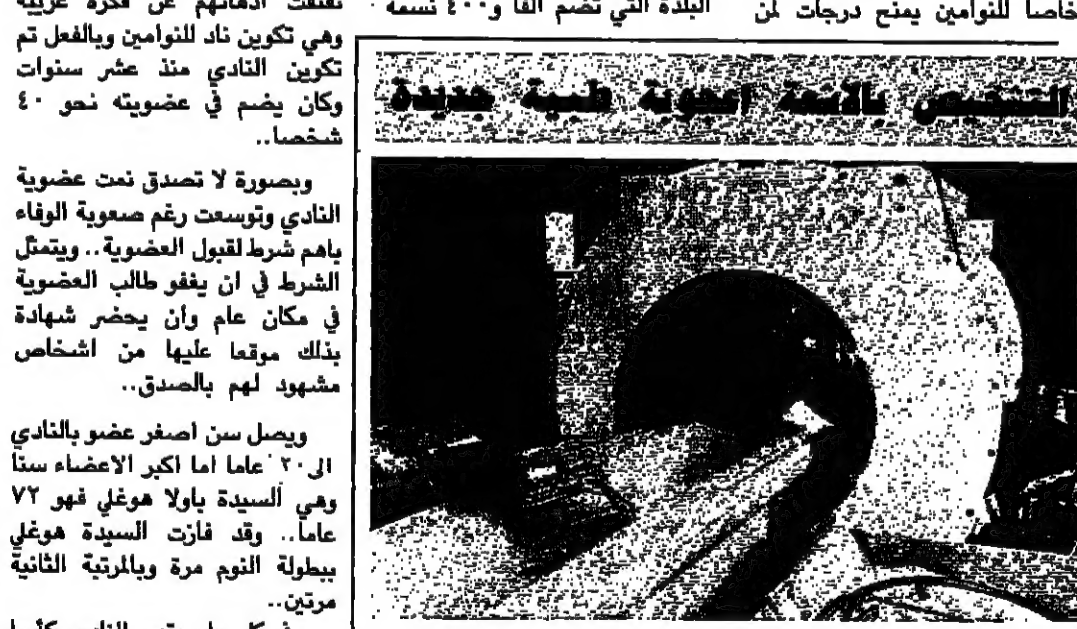 خاصا للنوامين يمنح درجات لمن
البلدة التي تضم الفا و٤٠٠ نسمة .
تفتقت اذهانهم عن فكرة غريبة
وهي تكوين ناد للنوامين وبالفعل تم
تكوين النادي منذ عشر سنوات
وكان يضم في عضويته نحو ٤٠
شخصا..
وبصورة لا تصدق نمت عضوية
النادي وتوسعت رغم صعوبة الوفاء
باهم شرط لقبول العضوية.. ويتمثل
الشرط في ان يغفو طالب العضوية
في مكان عام وأن يحضر شهادة
بذلك موقعا عليها من اشخاص
مشهود لهم بالصدق..
ويصل سن اصغر عضو بالنادي
الى ٢٠ عاما اما اكبر الاعضاء سنا
وهي السيدة باولا هوغلي فهو ٧٢
عاما.. وقد فازت السيدة هوغلي
ببطولة النوم مرة وبالمرتبة الثانية
مرتين..
التشخيص بالأشعة اعجوبة طبية جديدة